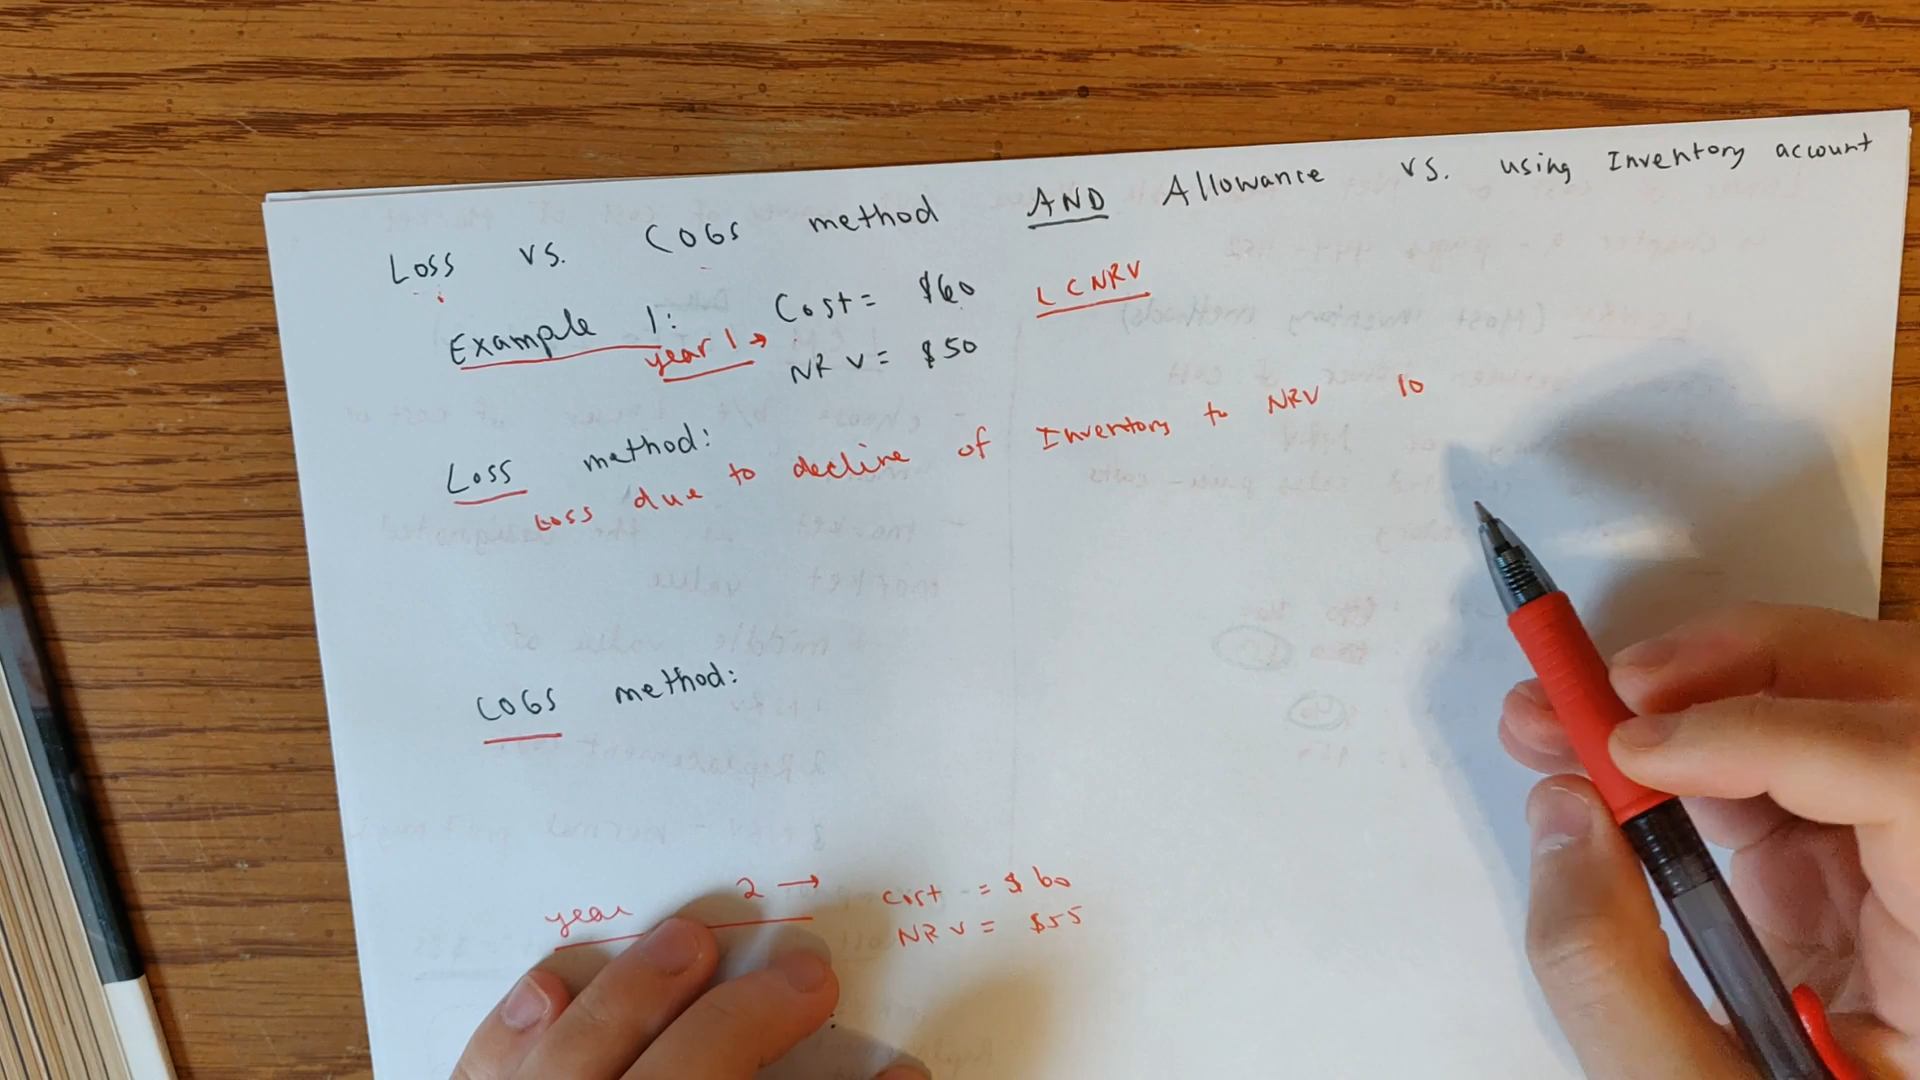 Loss vs. COGS method AND Allowance vs. using Inventory account
Example 1: Cost = $60 LCNRV
year 1 → NRV = $50
Loss method:
Loss due to decline of Inventory to NRV 10
COGS method:
year 2 → Cost = $60
NRV = $55